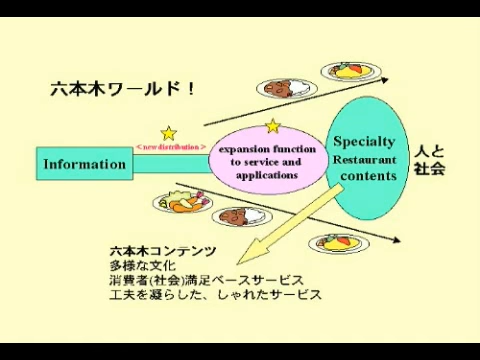 六本木ワールド！
<new distribution>
Information
expansion function
to service and
applications
Specialty
Restaurant
contents
人と
社会
六本木コンテンツ
多様な文化
消費者(社会)満足ベースサービス
工夫を凝らした、しゃれたサービス